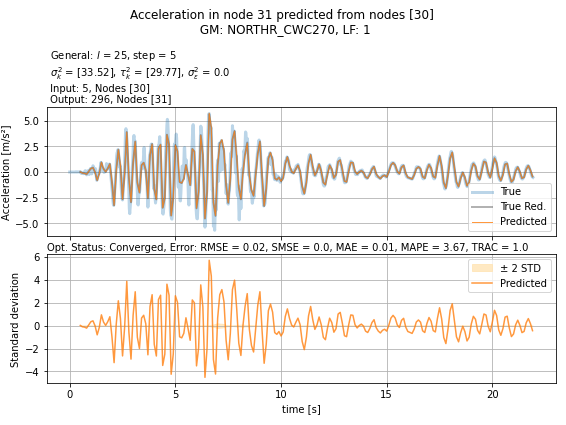 Acceleration in node 31 predicted from nodes [30]
GM: NORTHR_CWC270, LF: 1
General: l = 25, step = 5
σ²ₖ = [33.52], τ²ₖ = [29.77], σ²ε = 0.0
Input: 5, Nodes [30]
Output: 296, Nodes [31]
Acceleration [m/s²]
5.0
2.5
0.0
−2.5
−5.0
True
True Red.
Predicted
Opt. Status: Converged, Error: RMSE = 0.02, SMSE = 0.0, MAE = 0.01, MAPE = 3.67, TRAC = 1.0
Standard deviation
6
4
2
0
−2
−4
± 2 STD
Predicted
0
5
10
15
20
time [s]